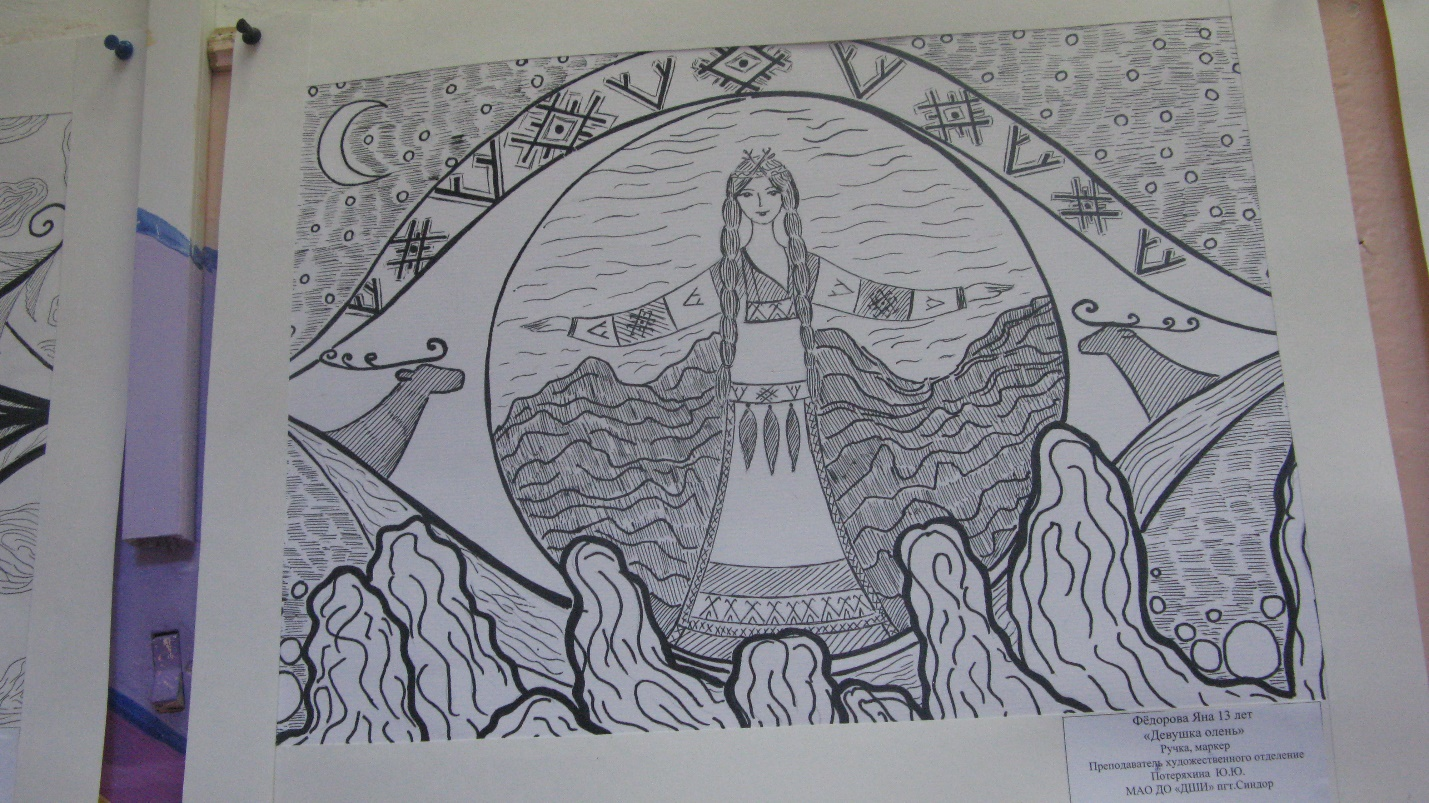 Фёдорова Яна 13 лет
«Девушка олень»
Ручка, маркер
Преподаватель художественного отделение
Потеряхина Ю.Ю.
МАО ДО «ДШИ» пгт.Синдор